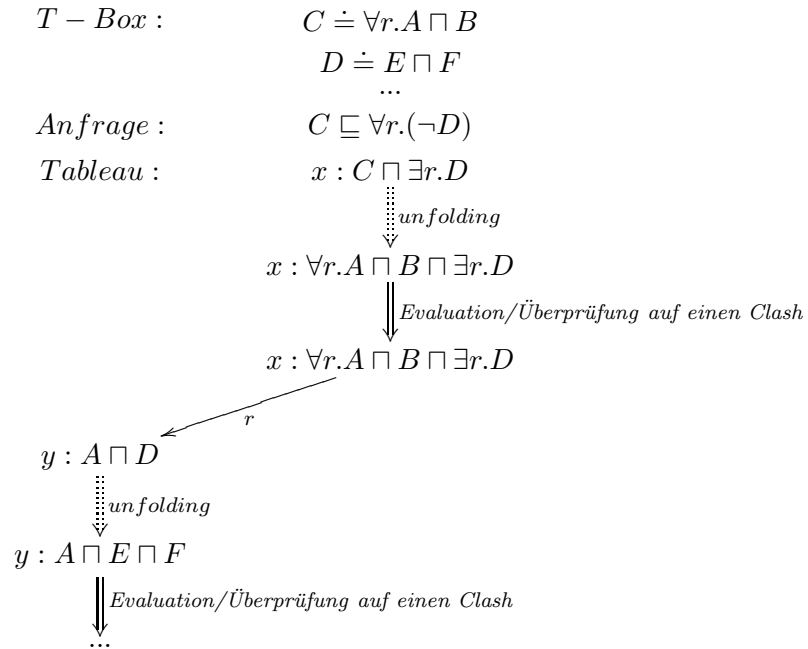 T − Box : C ≐ ∀r.A ⊓ B
D ≐ E ⊓ F
...
Anfrage : C ⊑ ∀r.(¬D)
Tableau : x : C ⊓ ∃r.D
unfolding
x : ∀r.A ⊓ B ⊓ ∃r.D
Evaluation/Überprüfung auf einen Clash
x : ∀r.A ⊓ B ⊓ ∃r.D
r
y : A ⊓ D
unfolding
y : A ⊓ E ⊓ F
Evaluation/Überprüfung auf einen Clash
...